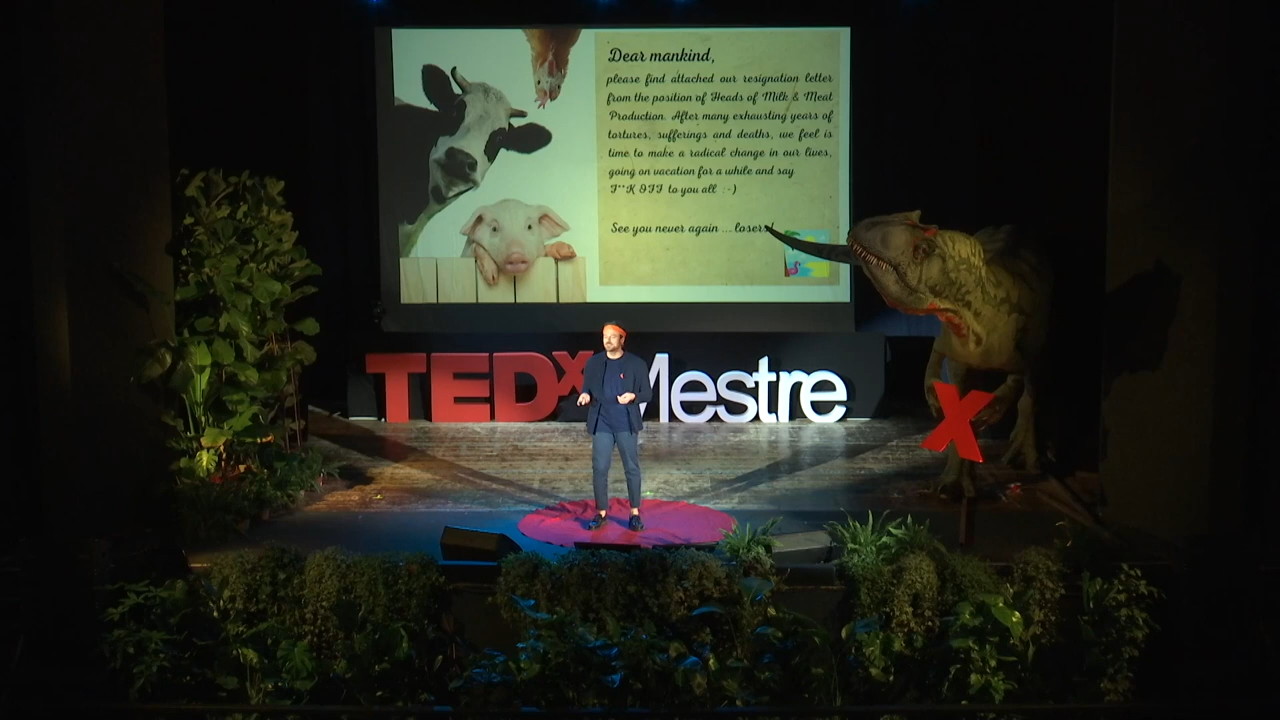 Dear mankind,
please find attached our resignation letter
from the position of Heads of Milk & Meat
Production. After many exhausting years of
tortures, sufferings and deaths, we feel is
time to make a radical change in our lives,
going on vacation for a while and say
F**K OFF to you all :-)
See you never again ... losers!
TEDx Mestre
X